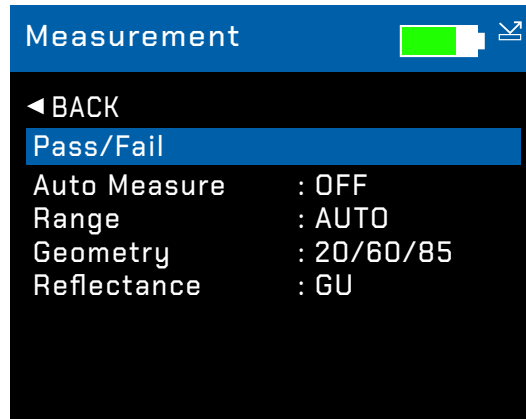 Measurement
◄BACK
Pass/Fail
Auto Measure : OFF
Range : AUTO
Geometry : 20/60/85
Reflectance : GU